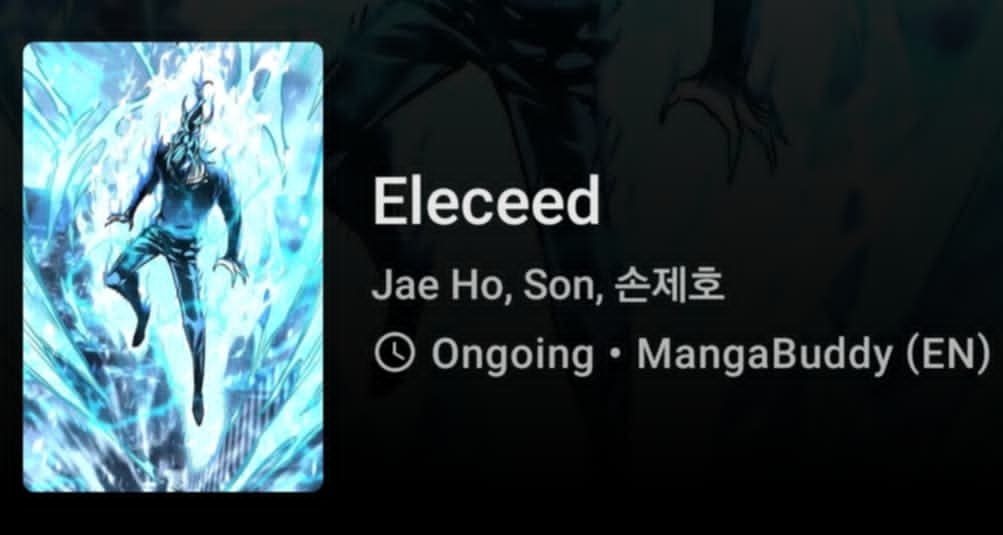 Eleceed
Jae Ho, Son, 손제호
Ongoing • MangaBuddy (EN)